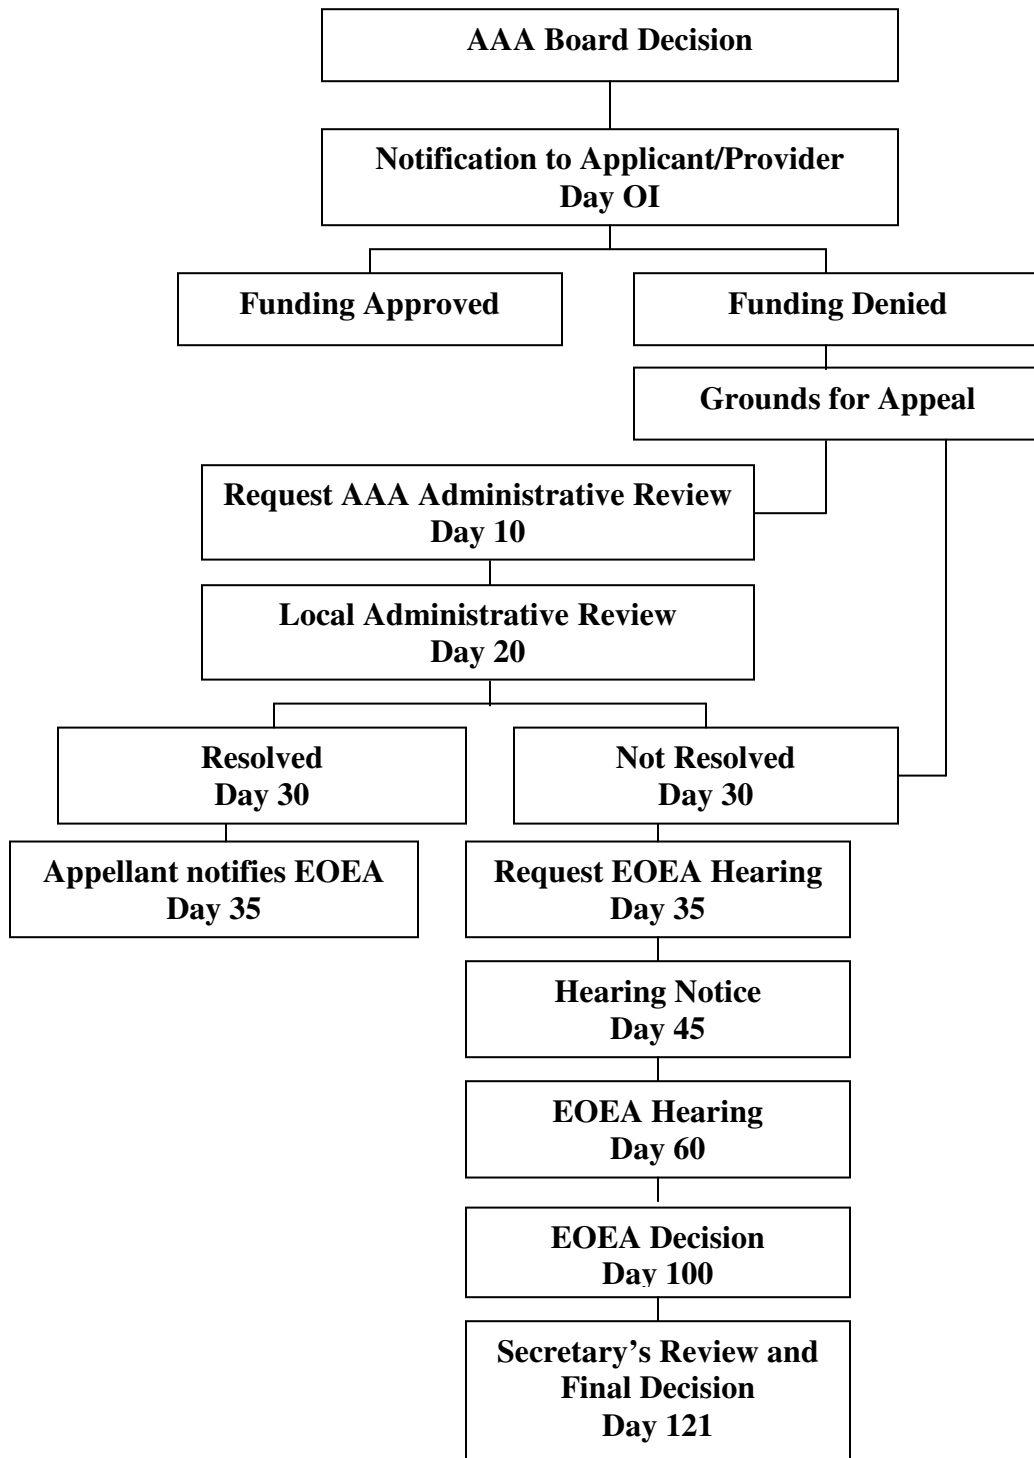 AAA Board Decision
Notification to Applicant/Provider
Day OI
Funding Approved
Funding Denied
Grounds for Appeal
Request AAA Administrative Review
Day 10
Local Administrative Review
Day 20
Resolved
Day 30
Not Resolved
Day 30
Appellant notifies EOEA
Day 35
Request EOEA Hearing
Day 35
Hearing Notice
Day 45
EOEA Hearing
Day 60
EOEA Decision
Day 100
Secretary’s Review and
Final Decision
Day 121